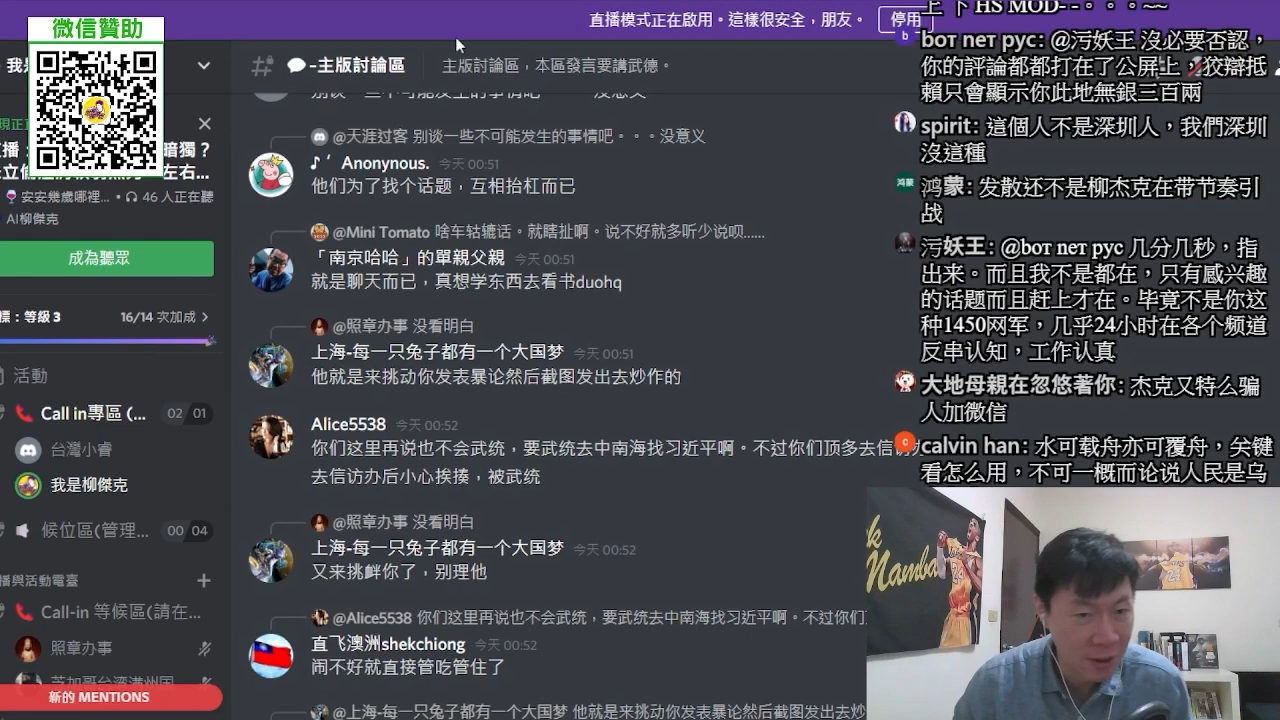 直播模式正在啟用。這樣很安全，朋友。
停用
微信贊助
💬-主版討論區
主版討論區，本區發言要講武德。
暗獨？
左右...
安安幾歲哪裡... • 46 人正在聽
AI柳傑克
成為聽眾
標：等級 3
16/14 次加成
活動
Call in專區 (...
02 01
台灣小睿
我是柳傑克
候位區(管理...
00 04
播與活動電臺
Call-in 等候區(請在...
照章办事
新的 MENTIONS
@天涯过客 别谈一些不可能发生的事情吧。。。没意义
Anonynous. 今天 00:51
他们为了找个话题，互相抬杠而已
@Mini Tomato 啥车轱辘话。就瞎扯啊。说不好就多听少说呗......
「南京哈哈」的單親父親 今天 00:51
就是聊天而已，真想学东西去看书duohq
@照章办事 没看明白
上海-每一只兔子都有一个大国梦 今天 00:51
他就是来挑动你发表暴论然后截图发出去炒作的
Alice5538 今天 00:52
你们这里再说也不会武统，要武统去中南海找习近平啊。不过你们顶多去信访
去信访办后小心挨揍，被武统
@照章办事 没看明白
上海-每一只兔子都有一个大国梦 今天 00:52
又来挑衅你了，别理他
@Alice5538 你们这里再说也不会武统，要武统去中南海找习近平啊。不过你们
直飞澳洲shekchiong 今天 00:52
闹不好就直接管吃管住了
@上海-每一只兔子都有一个大国梦 他就是来挑动你发表暴论然后截图发出去炒
上 下 HS MOD- - 。。。~~
bот neт рус: @污妖王 沒必要否認，
你的評論都都打在了公屏上，狡辯抵
賴只會顯示你此地無銀三百兩
spirit: 這個人不是深圳人，我們深圳
沒這種
鸿蒙: 发散还不是柳杰克在带节奏引
战
污妖王: @bот neт рус 几分几秒，指
出来。而且我不是都在，只有感兴趣
的话题而且赶上才在。毕竟不是你这
种1450网军，几乎24小时在各个频道
反串认知，工作认真
大地母親在忽悠著你: 杰克又特么骗
人加微信
calvin han: 水可载舟亦可覆舟，关键
看怎么用，不可一概而论说人民是乌
Mamba
24